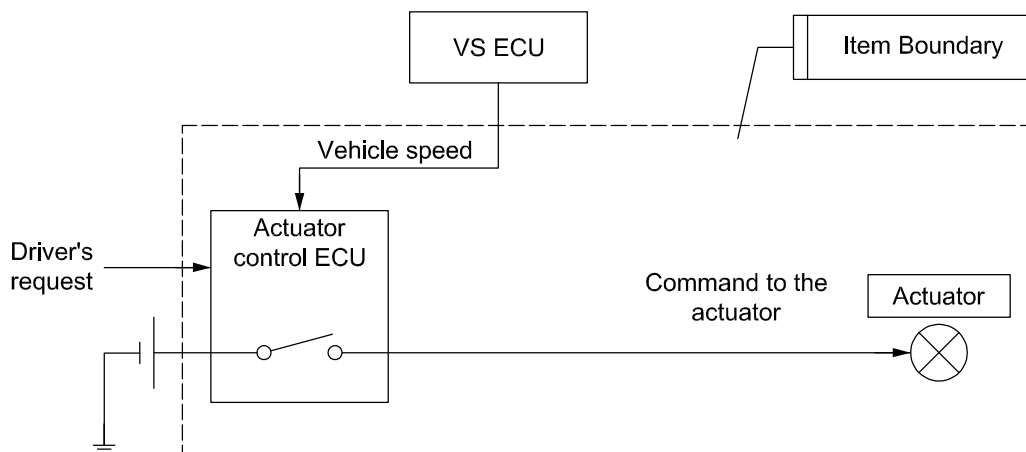 VS ECU
Item Boundary
Vehicle speed
Actuator
control ECU
Driver's
request
Command to the
actuator
Actuator